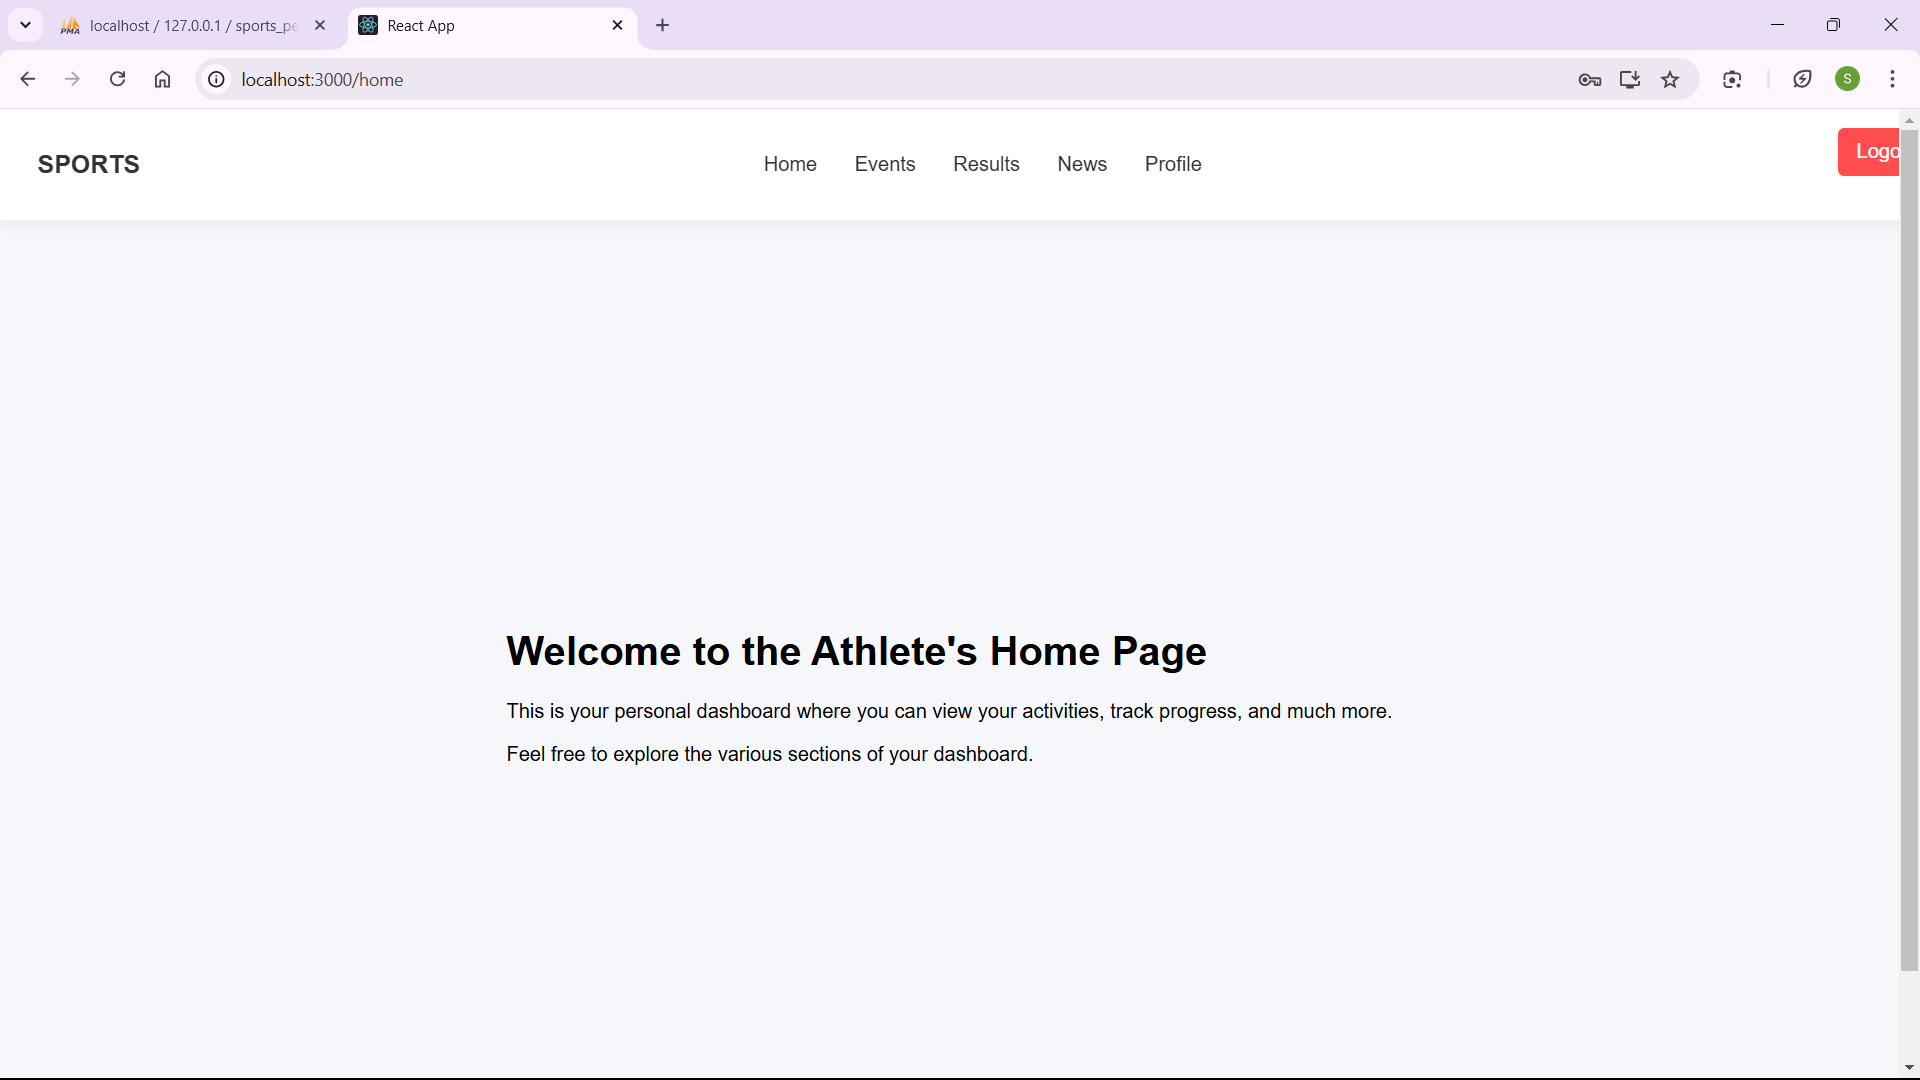 localhost / 127.0.0.1 / sports_pe
React App
localhost:3000/home
S
SPORTS
Home
Events
Results
News
Profile
Logo
Welcome to the Athlete's Home Page
This is your personal dashboard where you can view your activities, track progress, and much more.
Feel free to explore the various sections of your dashboard.